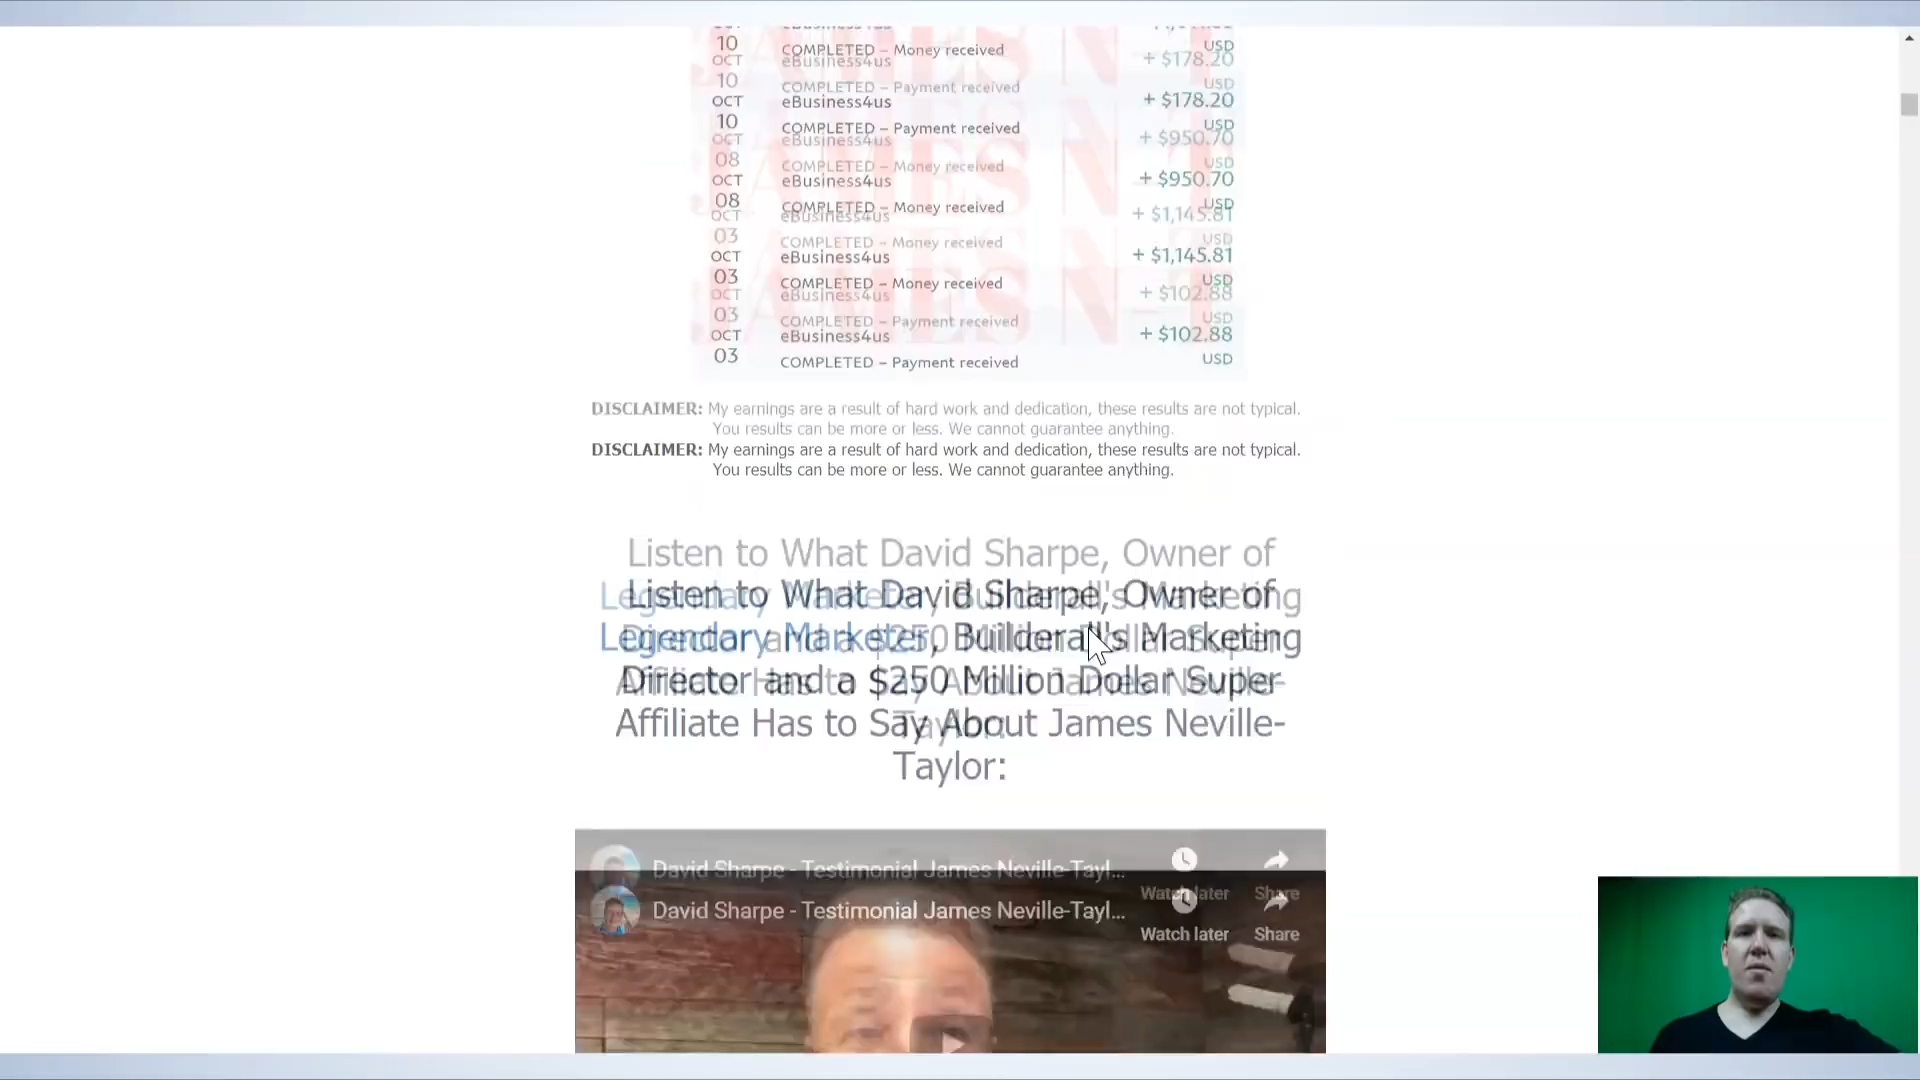 OCT eBusiness4us
10 COMPLETED – Money received USD
OCT eBusiness4us + $178.20
10 COMPLETED – Payment received USD
OCT eBusiness4us + $178.20
10 COMPLETED – Payment received USD
OCT eBusiness4us + $950.70
08 COMPLETED – Money received USD
OCT eBusiness4us + $950.70
08 COMPLETED – Money received USD
OCT eBusiness4us + $1,145.81
03 COMPLETED – Money received USD
OCT eBusiness4us + $1,145.81
03 COMPLETED – Money received USD
OCT eBusiness4us + $102.88
03 COMPLETED – Payment received USD
OCT eBusiness4us + $102.88
03 COMPLETED – Payment received USD
DISCLAIMER: My earnings are a result of hard work and dedication, these results are not typical.
You results can be more or less. We cannot guarantee anything.
DISCLAIMER: My earnings are a result of hard work and dedication, these results are not typical.
You results can be more or less. We cannot guarantee anything.
Listen to What David Sharpe, Owner of
Listen to What David Sharpe, Owner of
Legendary Marketer, Builderall's Marketing
Director and a $250 Million Dollar Super
Affiliate Has to Say About James Neville-
Taylor:
David Sharpe - Testimonial James Neville-Tayl...
Watch later Share
David Sharpe - Testimonial James Neville-Tayl...
Watch later Share